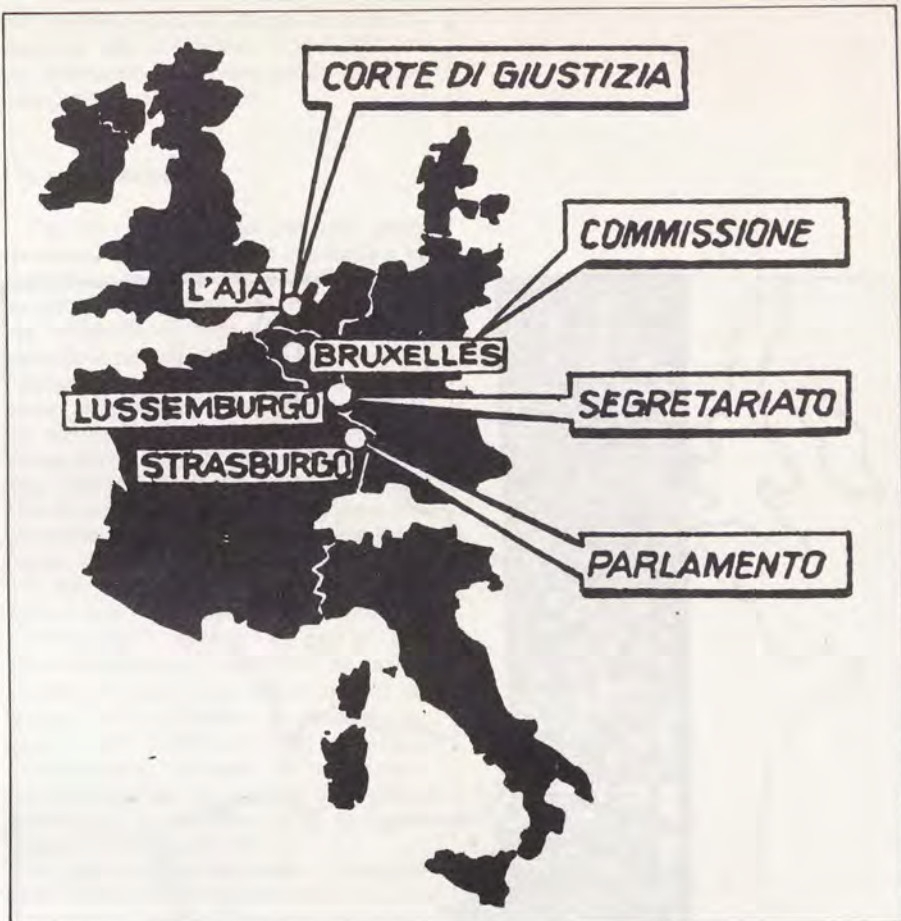 CORTE DI GIUSTIZIA
COMMISSIONE
L'AJA
BRUXELLES
LUSSEMBURGO
SEGRETARIATO
STRASBURGO
PARLAMENTO